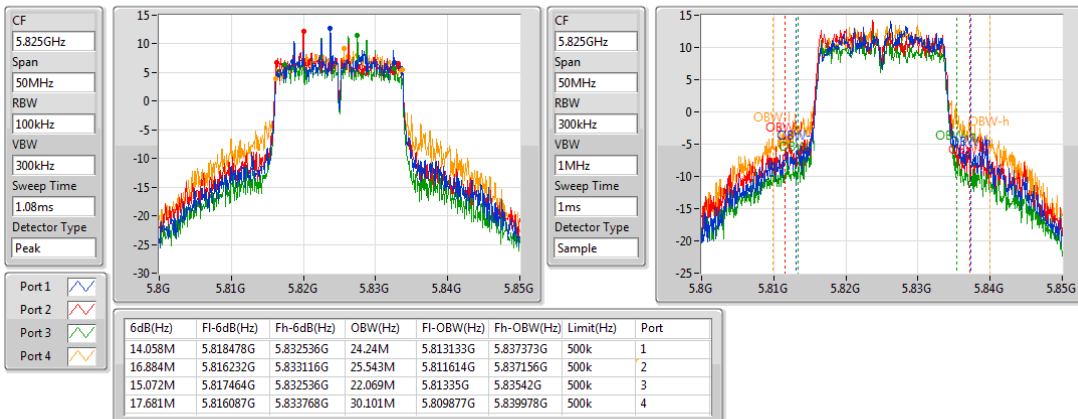 CF
5.825GHz
Span
50MHz
RBW
100kHz
VBW
300kHz
Sweep Time
1.08ms
Detector Type
Peak
Port 1
Port 2
Port 3
Port 4
15
10
5
0
-5
-10
-15
-20
-25
-30
5.8G 5.81G 5.82G 5.83G 5.84G 5.85G
CF
5.825GHz
Span
50MHz
RBW
300kHz
VBW
1MHz
Sweep Time
1ms
Detector Type
Sample
15
10
5
0
-5
-10
-15
-20
-25
OBW-h
5.8G 5.81G 5.82G 5.83G 5.84G 5.85G
6dB(Hz) Fl-6dB(Hz) Fh-6dB(Hz) OBW(Hz) Fl-OBW(Hz) Fh-OBW(Hz) Limit(Hz) Port
14.058M 5.818478G 5.832536G 24.24M 5.813133G 5.837373G 500k 1
16.884M 5.816232G 5.833116G 25.543M 5.811614G 5.837156G 500k 2
15.072M 5.817464G 5.832536G 22.069M 5.81335G 5.83542G 500k 3
17.681M 5.816087G 5.833768G 30.101M 5.809877G 5.839978G 500k 4